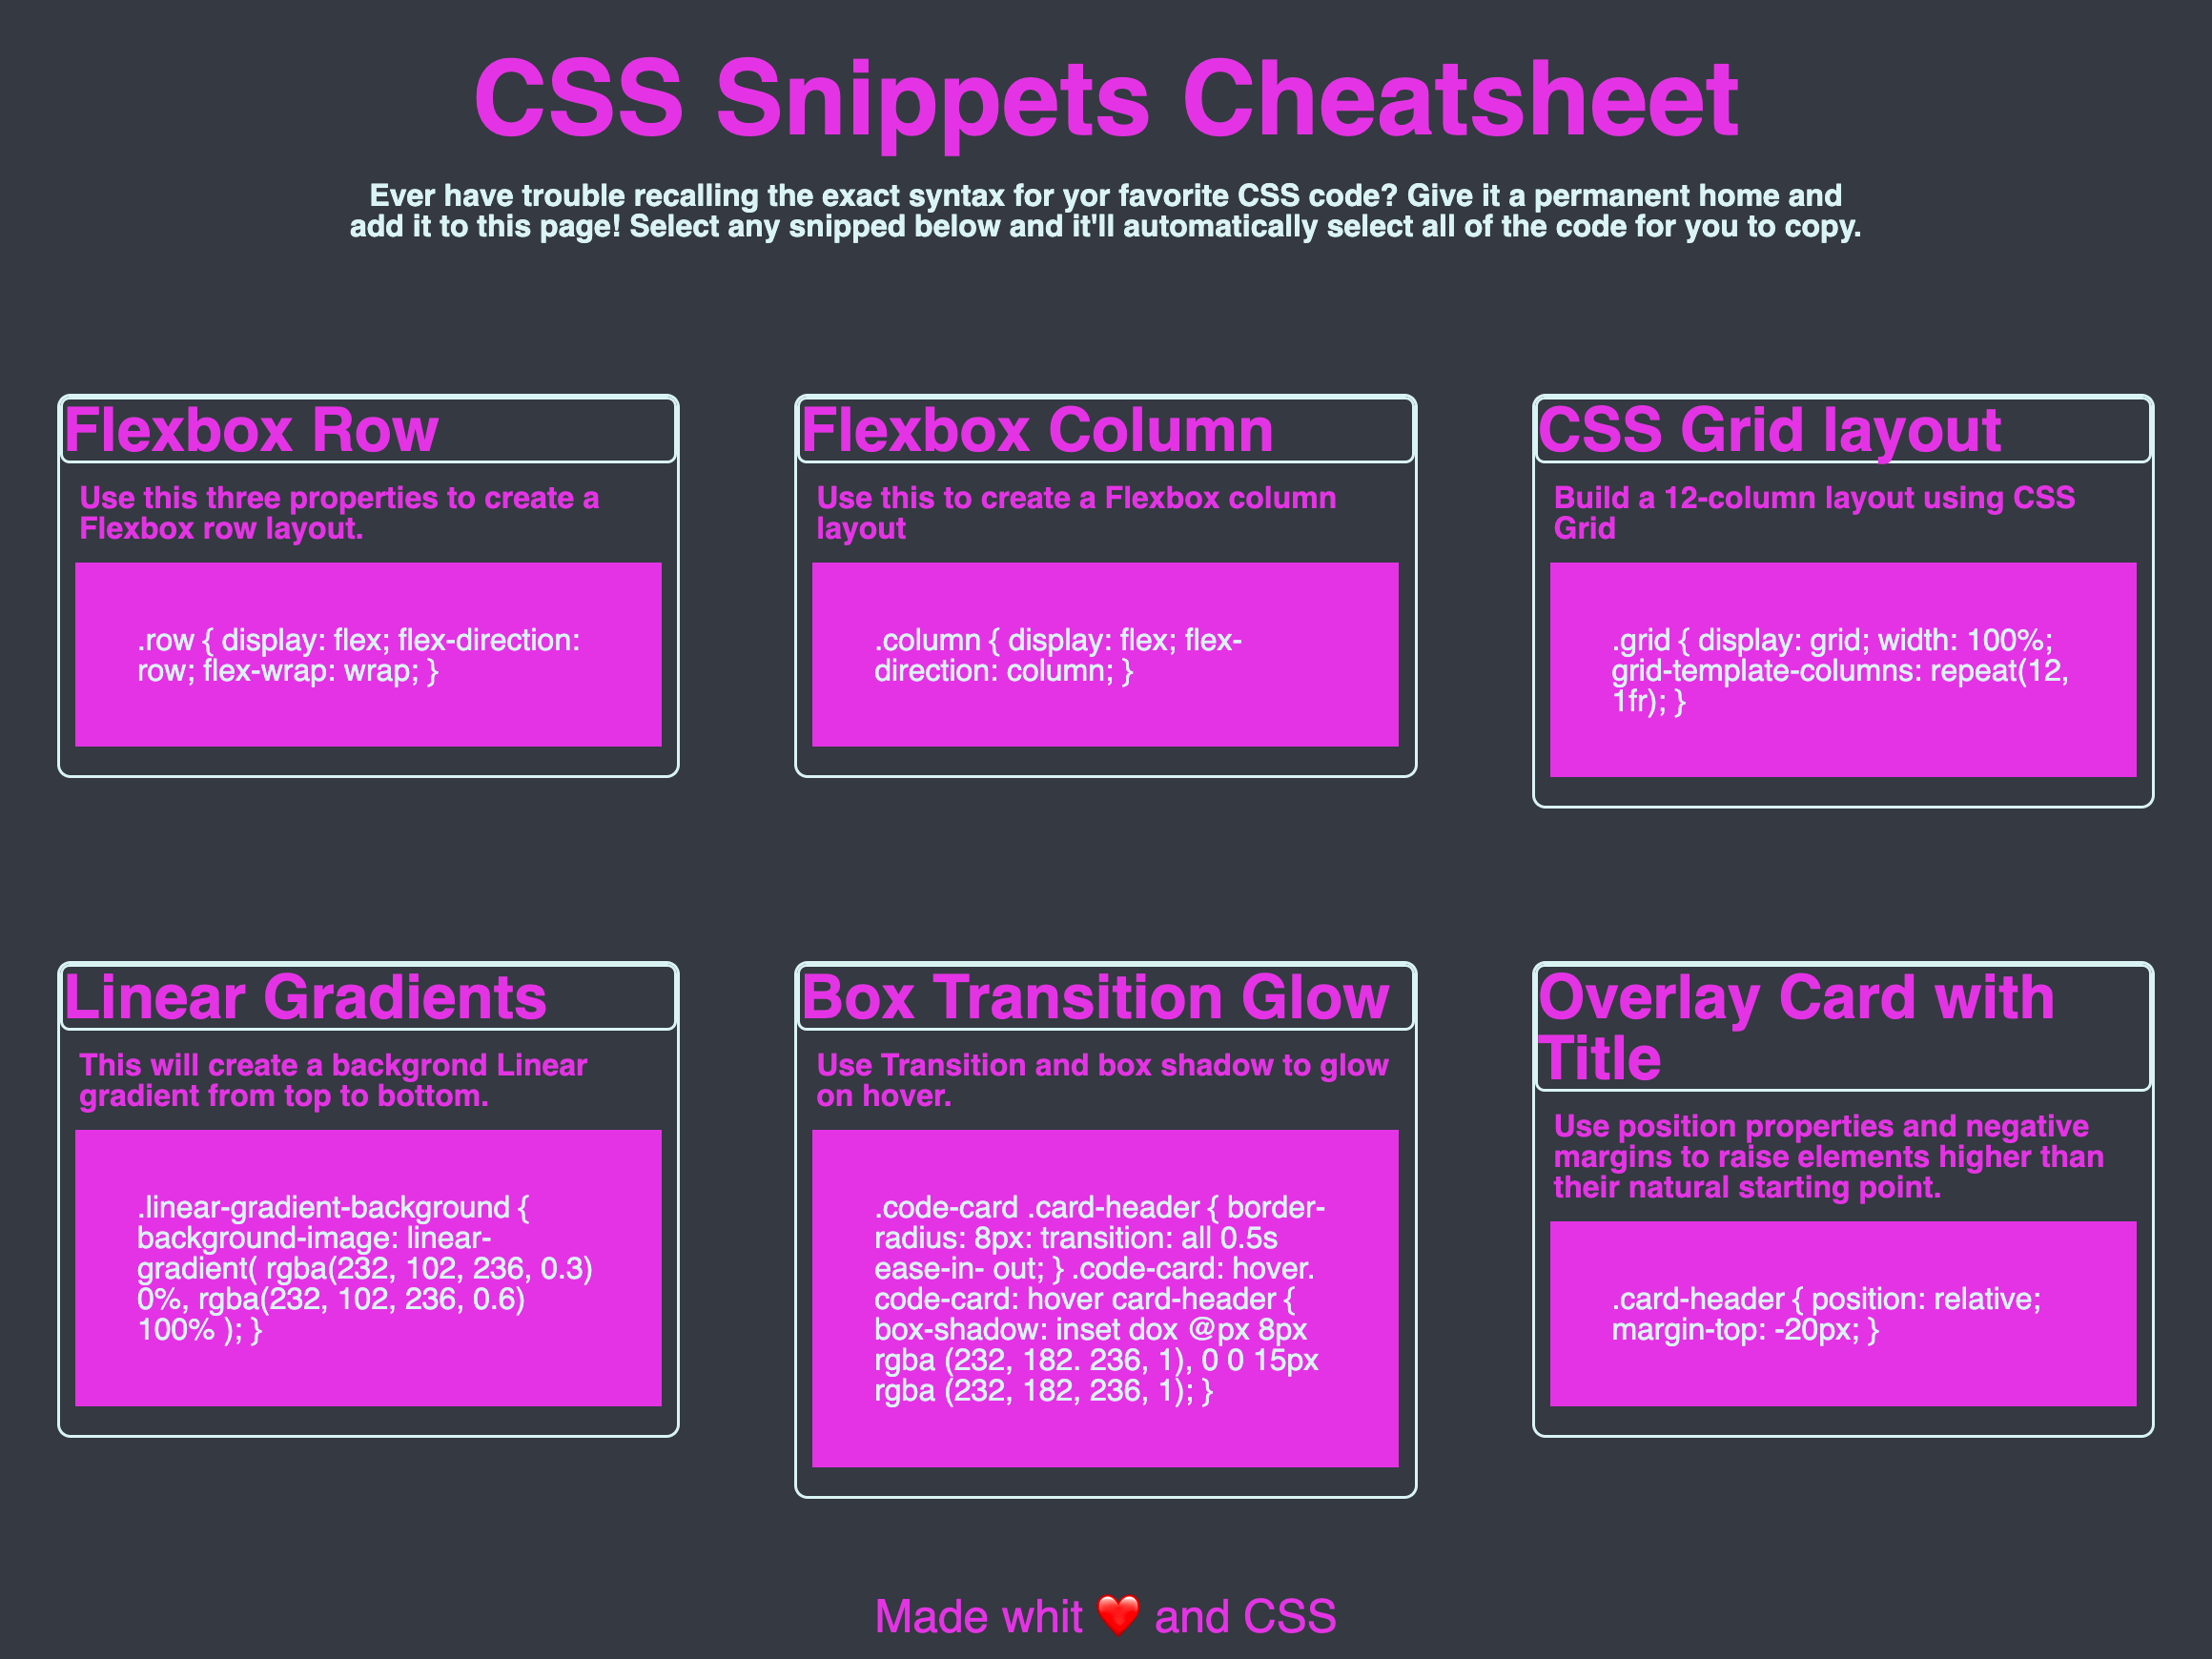 CSS Snippets Cheatsheet
Ever have trouble recalling the exact syntax for yor favorite CSS code? Give it a permanent home and
add it to this page! Select any snipped below and it'll automatically select all of the code for you to copy.
Flexbox Row
Use this three properties to create a
Flexbox row layout.
.row { display: flex; flex-direction:
row; flex-wrap: wrap; }
Flexbox Column
Use this to create a Flexbox column
layout
.column { display: flex; flex-
direction: column; }
CSS Grid layout
Build a 12-column layout using CSS
Grid
.grid { display: grid; width: 100%;
grid-template-columns: repeat(12,
1fr); }
Linear Gradients
This will create a backgrond Linear
gradient from top to bottom.
.linear-gradient-background {
background-image: linear-
gradient( rgba(232, 102, 236, 0.3)
0%, rgba(232, 102, 236, 0.6)
100% ); }
Box Transition Glow
Use Transition and box shadow to glow
on hover.
.code-card .card-header { border-
radius: 8px: transition: all 0.5s
ease-in- out; } .code-card: hover.
code-card: hover card-header {
box-shadow: inset dox @px 8px
rgba (232, 182. 236, 1), 0 0 15px
rgba (232, 182, 236, 1); }
Overlay Card with
Title
Use position properties and negative
margins to raise elements higher than
their natural starting point.
.card-header { position: relative;
margin-top: -20px; }
Made whit ❤️ and CSS